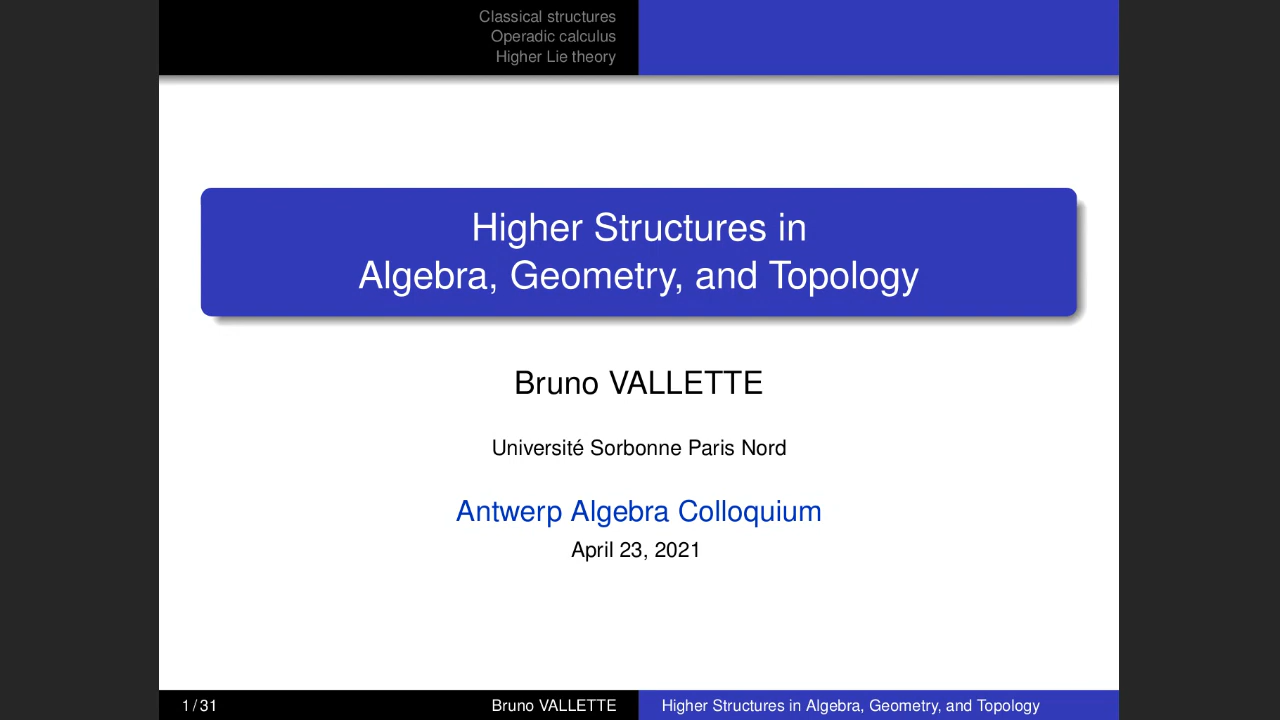 Classical structures
Operadic calculus
Higher Lie theory
Higher Structures in
Algebra, Geometry, and Topology
Bruno VALLETTE
Université Sorbonne Paris Nord
Antwerp Algebra Colloquium
April 23, 2021
1 / 31 Bruno VALLETTE Higher Structures in Algebra, Geometry, and Topology